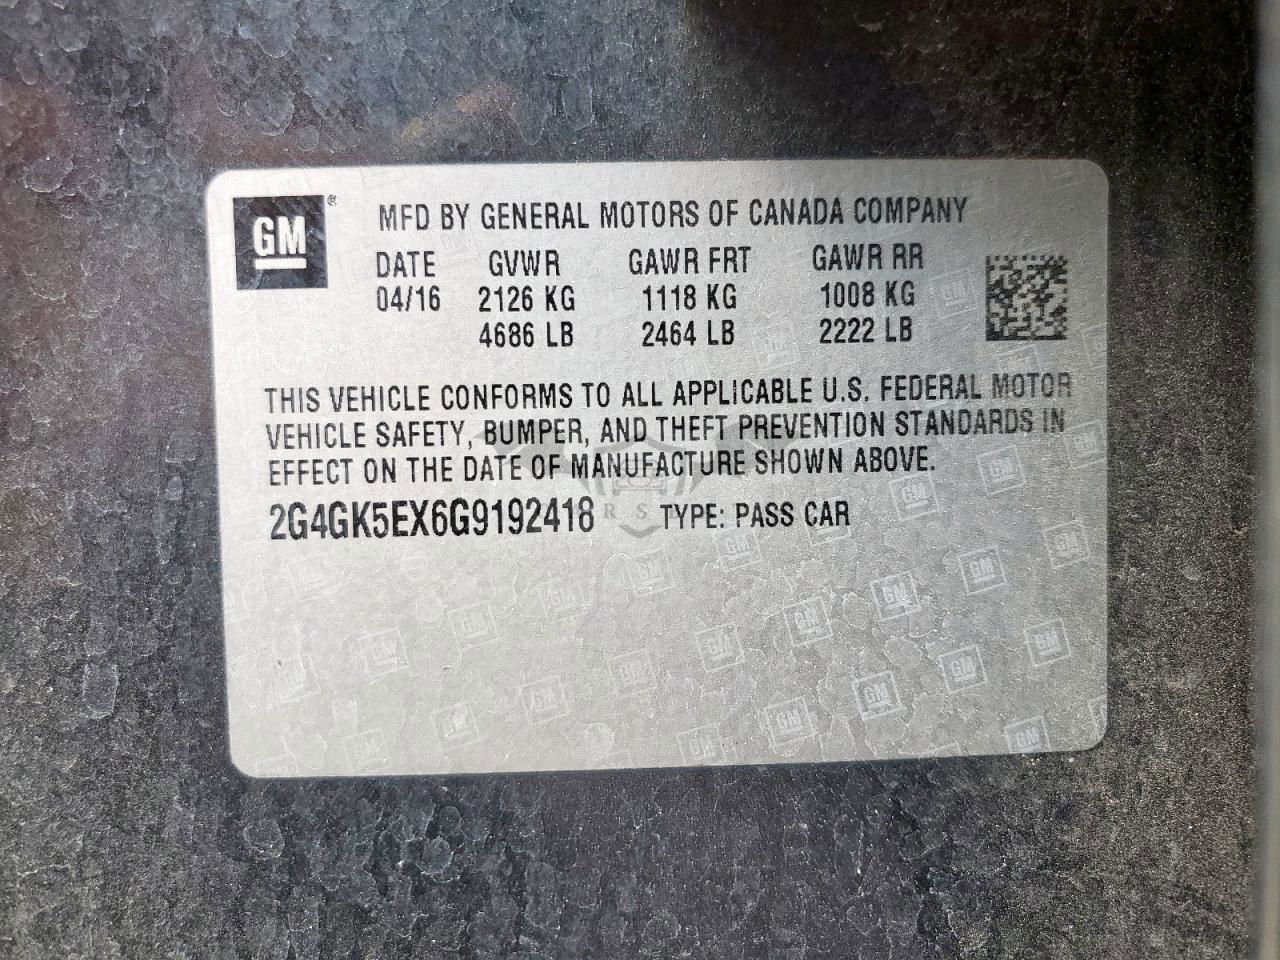 GM®
MFD BY GENERAL MOTORS OF CANADA COMPANY
DATE GVWR GAWR FRT GAWR RR
04/16 2126 KG 1118 KG 1008 KG
4686 LB 2464 LB 2222 LB
THIS VEHICLE CONFORMS TO ALL APPLICABLE U.S. FEDERAL MOTOR
VEHICLE SAFETY, BUMPER, AND THEFT PREVENTION STANDARDS IN
EFFECT ON THE DATE OF MANUFACTURE SHOWN ABOVE.
2G4GK5EX6G9192418 TYPE: PASS CAR